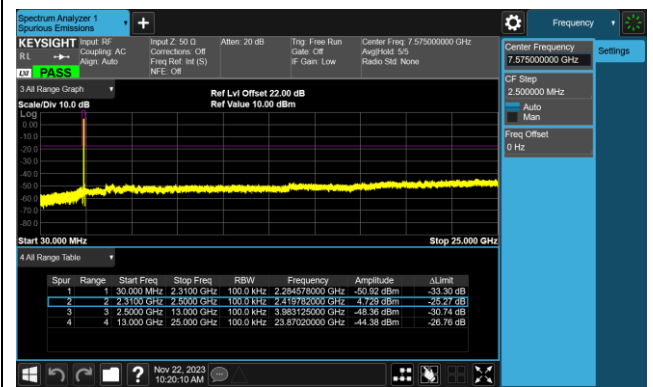 Spectrum Analyzer 1
Spurious Emissions
Frequency
KEYSIGHT Input: RF
RL
Coupling: AC
Align: Auto
Input Z: 50 Ω
Corrections: Off
Freq Ref: Int (S)
NFE: Off
Atten: 20 dB
Trig: Free Run
Gate: Off
IF Gain: Low
Center Freq: 7.575000000 GHz
Avg|Hold: 5/5
Radio Std: None
LXI PASS
Center Frequency
7.575000000 GHz
Settings
CF Step
2.500000 MHz
Auto
Man
Freq Offset
0 Hz
3 All Range Graph
Ref Lvl Offset 22.00 dB
Scale/Div 10.0 dB
Ref Value 10.00 dBm
Log
0.00
-10.0
-20.0
-30.0
-40.0
-50.0
-60.0
-70.0
-80.0
Start 30.000 MHz
Stop 25.000 GHz
4 All Range Table
Spur Range Start Freq Stop Freq RBW Frequency Amplitude ΔLimit
1 1 30.000 MHz 2.3100 GHz 100.0 kHz 2.284578000 GHz -50.92 dBm -33.30 dB
2 2 2.3100 GHz 2.5000 GHz 100.0 kHz 2.419782000 GHz 4.729 dBm -25.27 dB
3 3 2.5000 GHz 13.000 GHz 100.0 kHz 3.983125000 GHz -48.36 dBm -30.74 dB
4 4 13.000 GHz 25.000 GHz 100.0 kHz 23.87020000 GHz -44.38 dBm -26.76 dB
?
Nov 22, 2023
10:20:10 AM